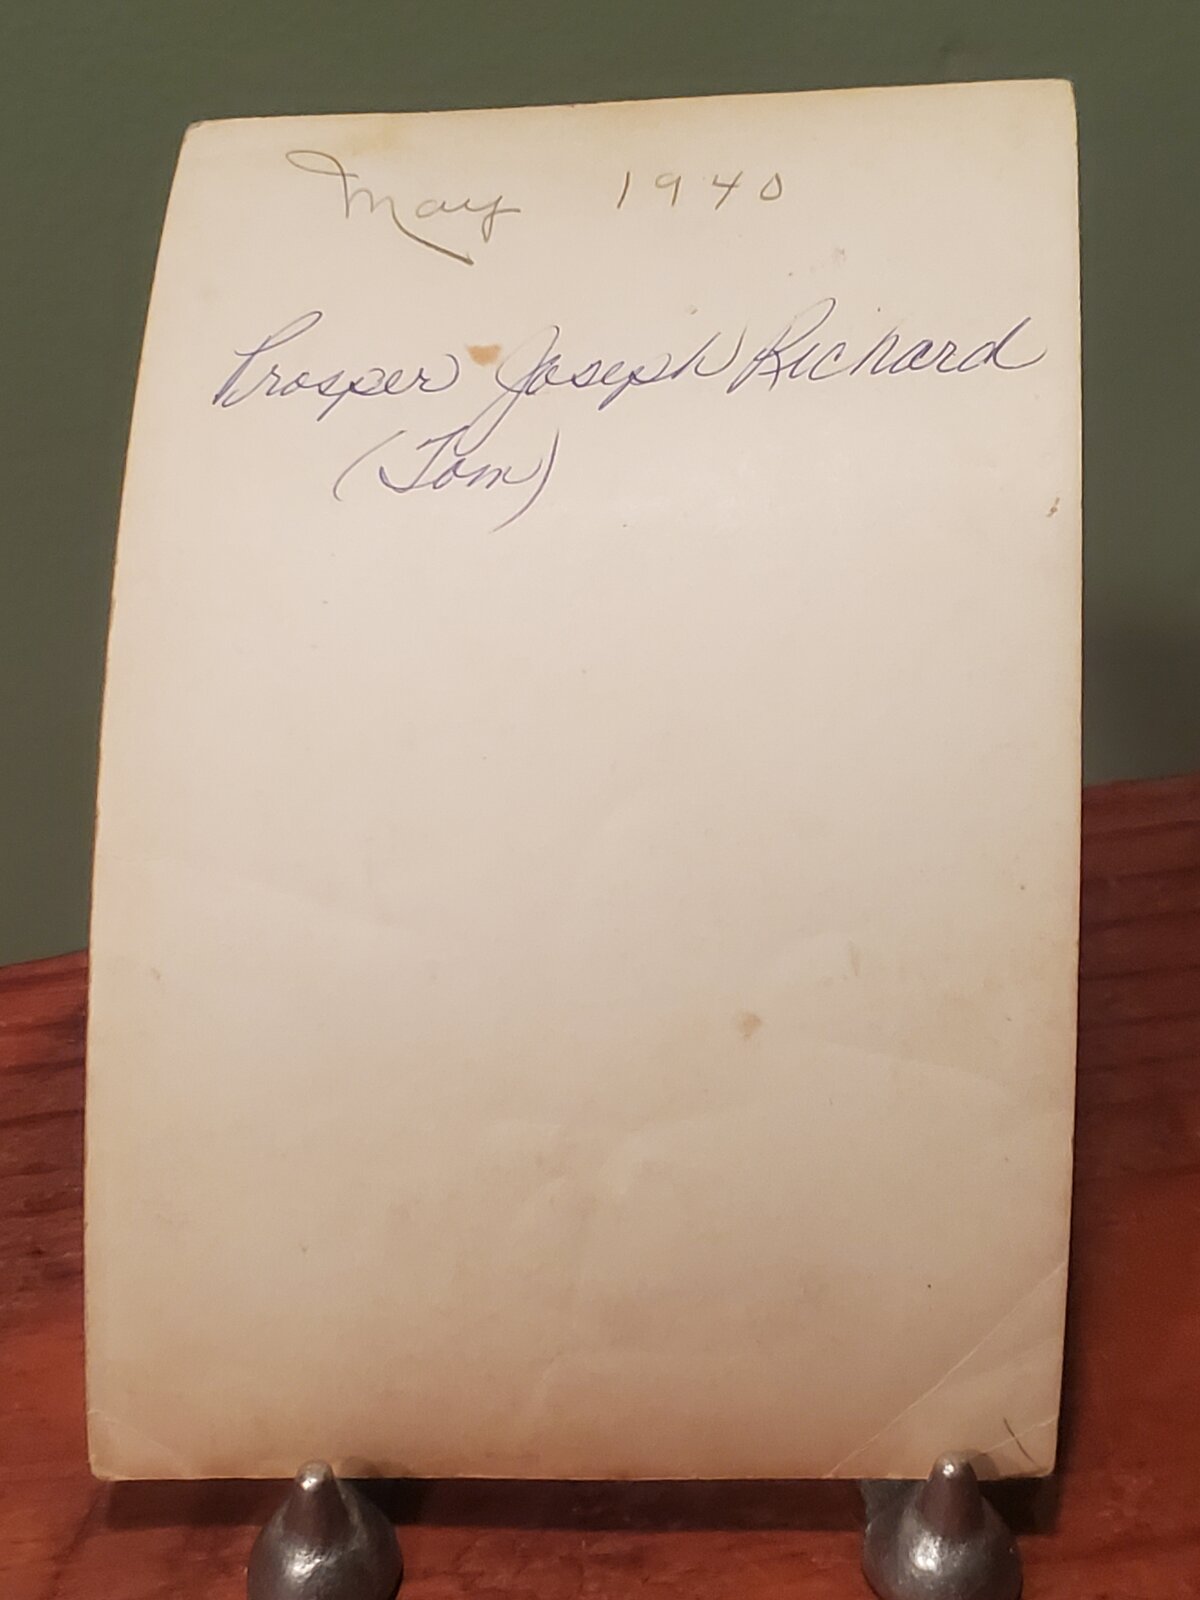 May 1940
Prosper Joseph Richard
(Tom)